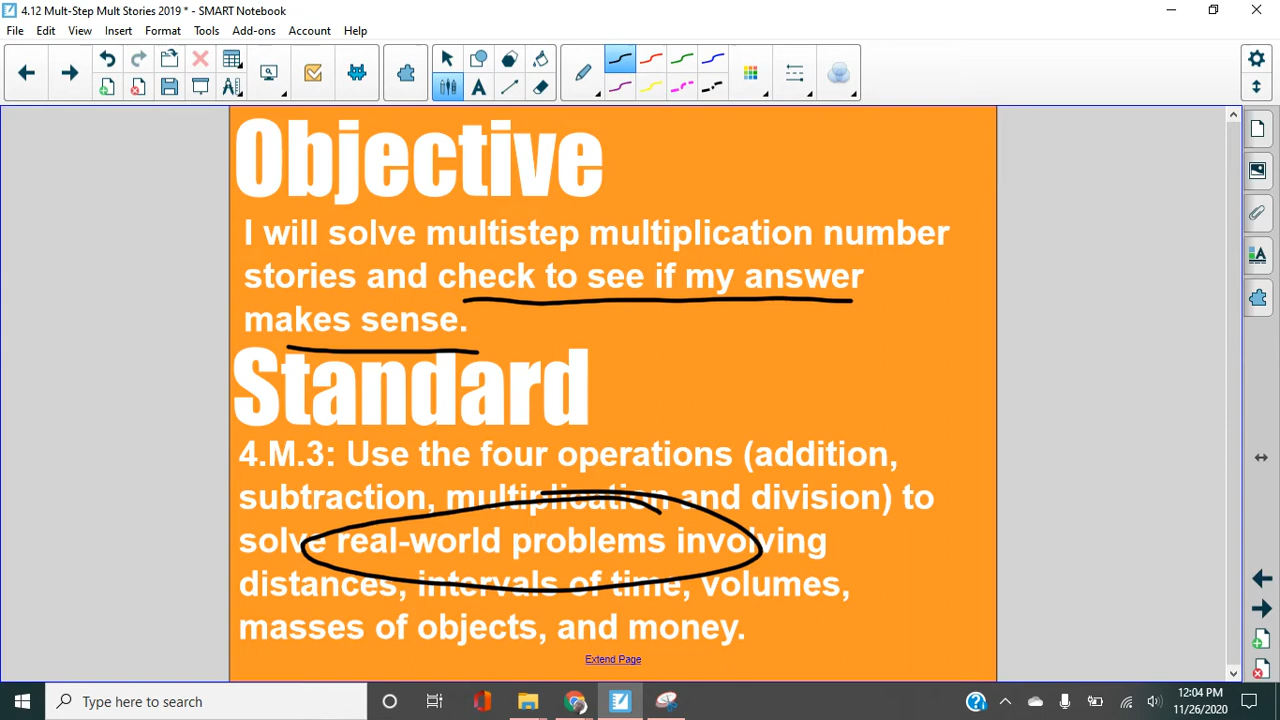 4.12 Mult-Step Mult Stories 2019 * - SMART Notebook
File Edit View Insert Format Tools Add-ons Account Help
Objective
I will solve multistep multiplication number
stories and check to see if my answer
makes sense.
Standard
4.M.3: Use the four operations (addition,
subtraction, multiplication and division) to
solve real-world problems involving
distances, intervals of time, volumes,
masses of objects, and money.
Extend Page
Type here to search
12:04 PM
11/26/2020